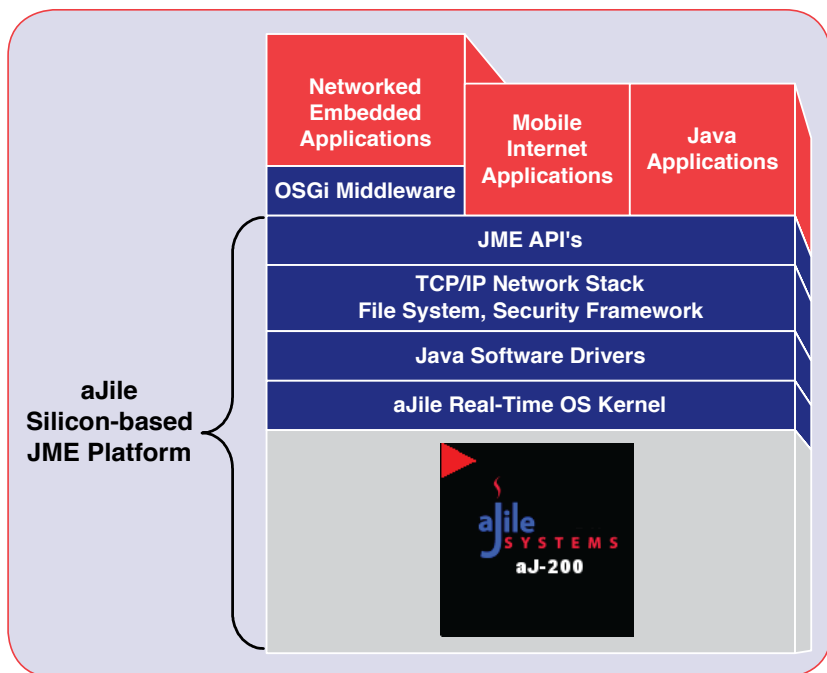 Networked
Embedded
Applications
Mobile
Internet
Applications
Java
Applications
OSGi Middleware
JME API's
TCP/IP Network Stack
File System, Security Framework
Java Software Drivers
aJile Real-Time OS Kernel
aJile
Silicon-based
JME Platform
aJile
SYSTEMS
aJ-200